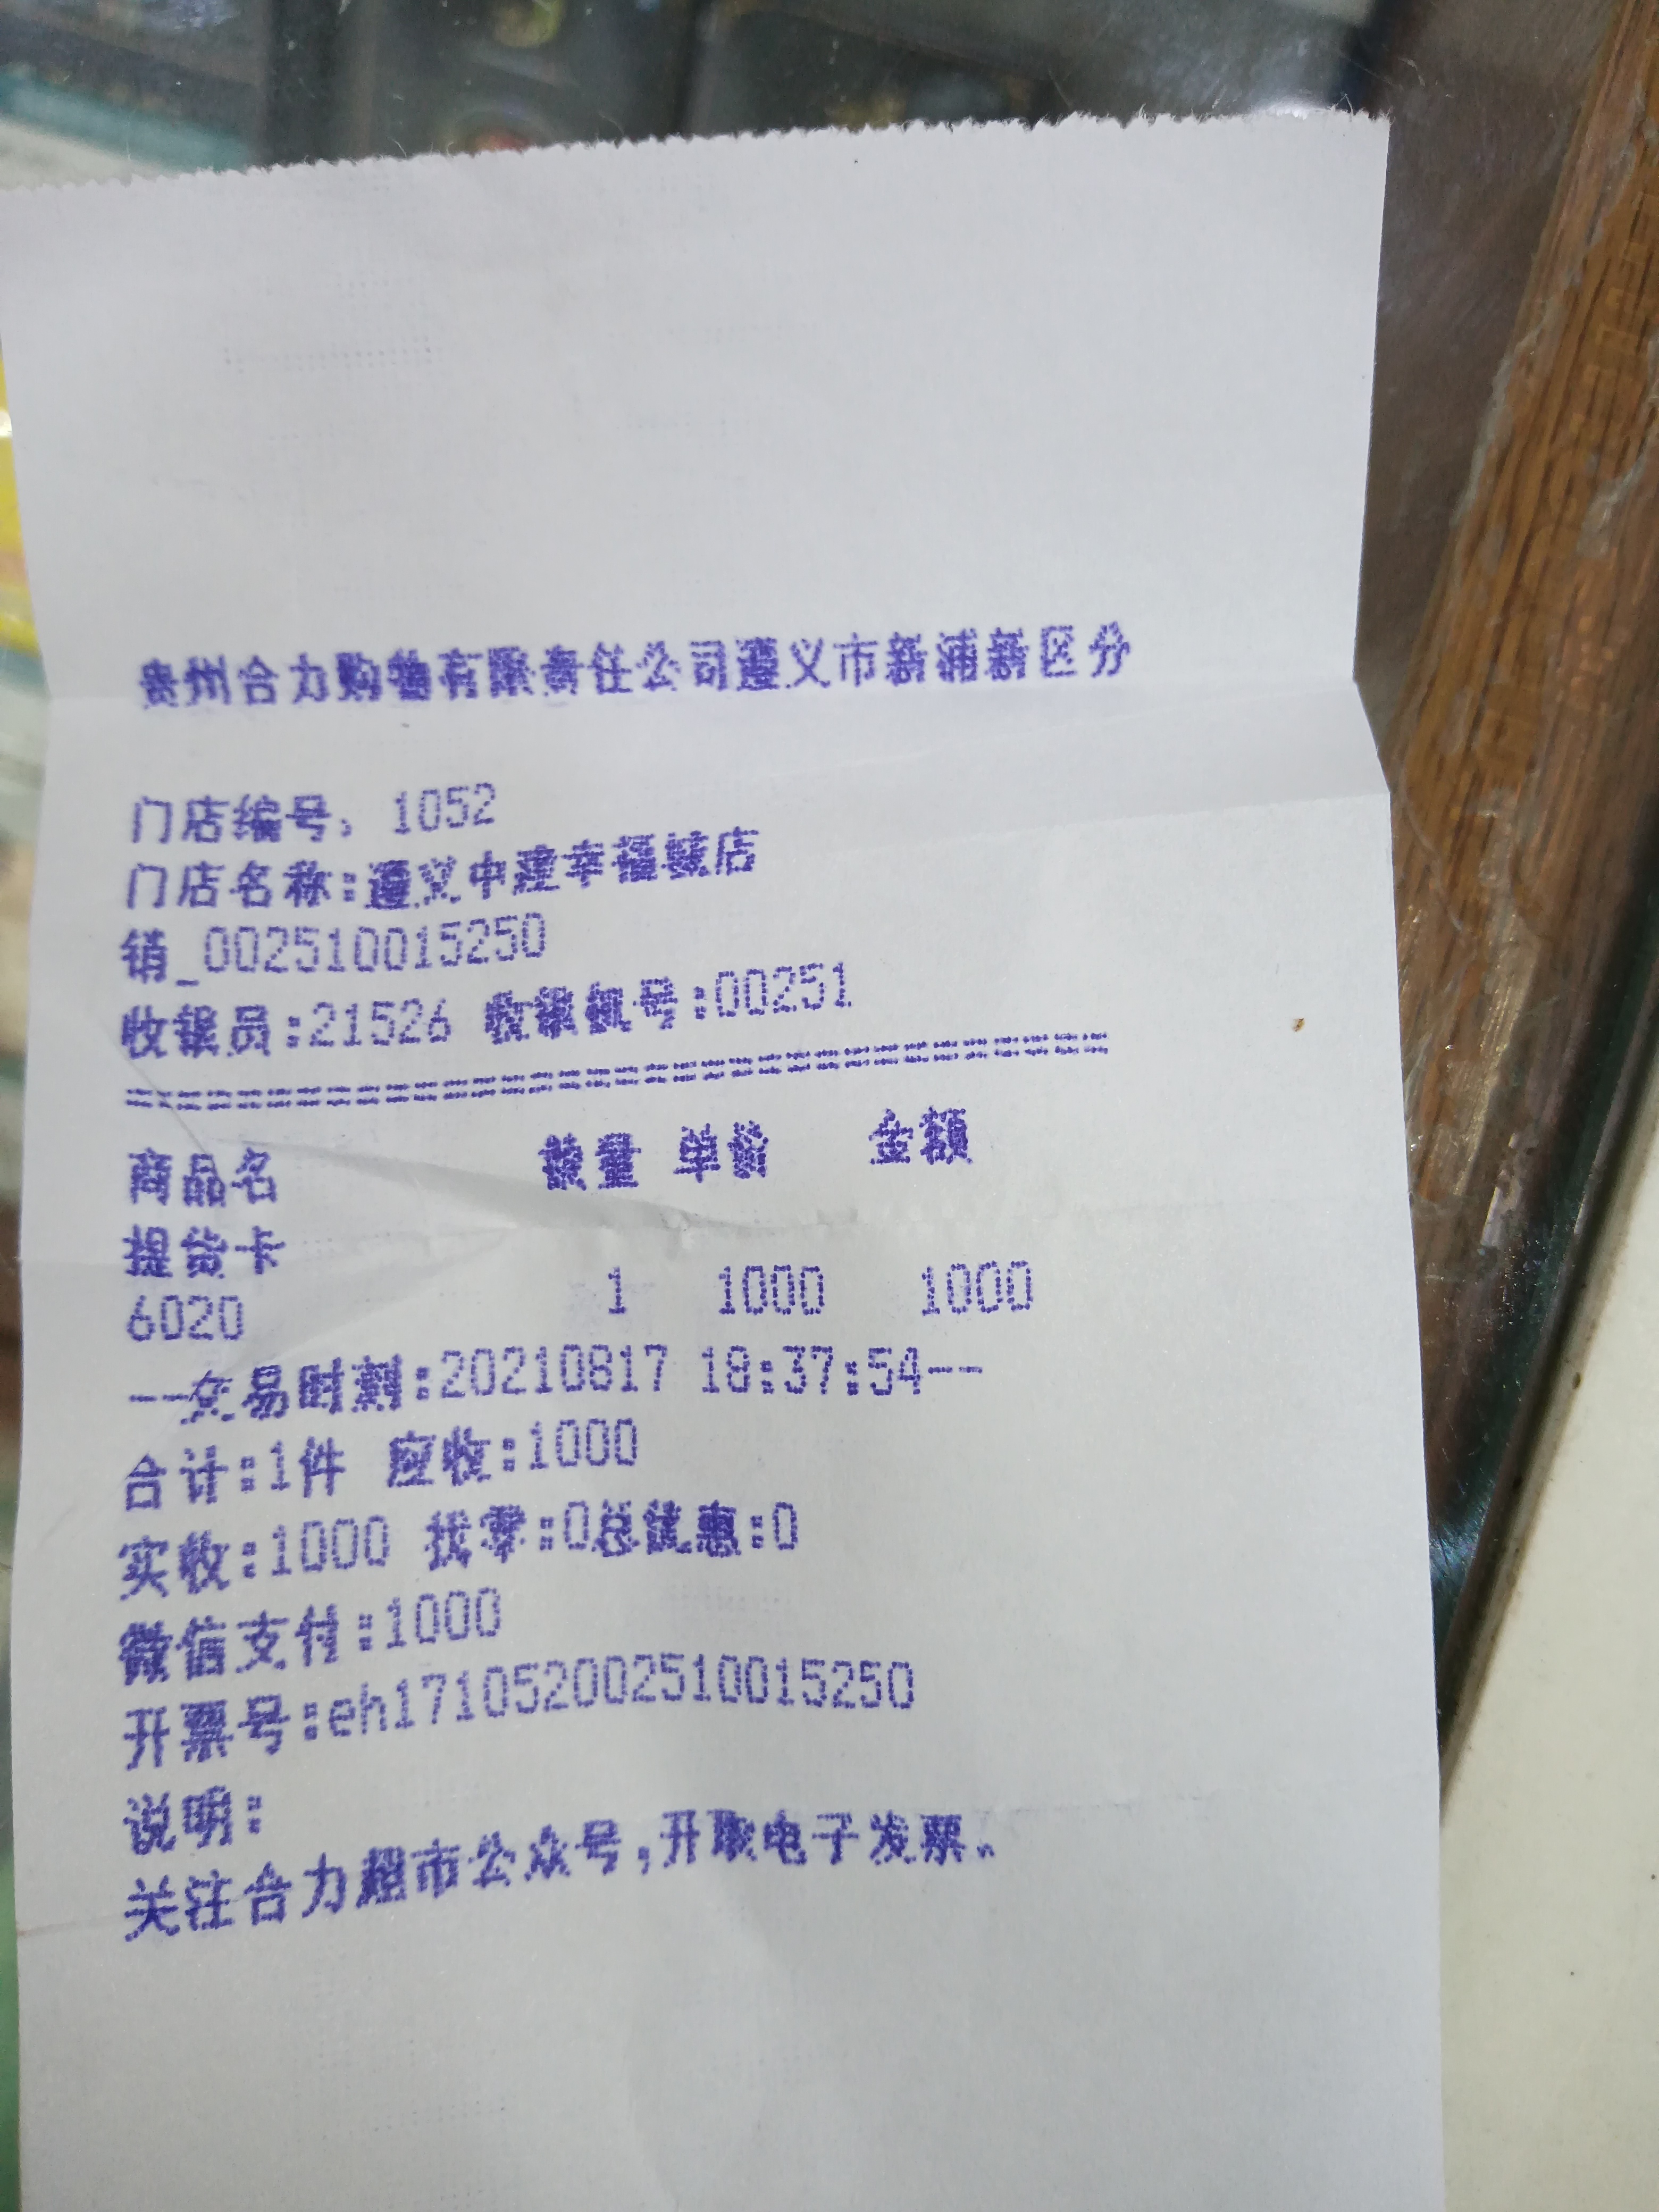 贵州合力购物有限责任公司遵义市新浦新区分
门店编号: 1052
门店名称:遵义中建幸福城店
销_002510015250
收银员:21526 收银机号:00251
==================================
商品名 数量 单价 金额
提货卡
6020 1 1000 1000
--交易时刻:20210817 18:37:54--
合计:1件 应收:1000
实收:1000 找零:0总优惠:0
微信支付:1000
开票号:eh171052002510015250
说明:
关注合力超市公众号,开取电子发票。